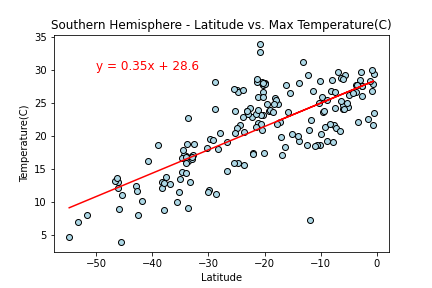 Southern Hemisphere - Latitude vs. Max Temperature(C)
35
y = 0.35x + 28.6
30
25
20
15
10
5
Temperature(C)
−50 −40 −30 −20 −10 0
Latitude